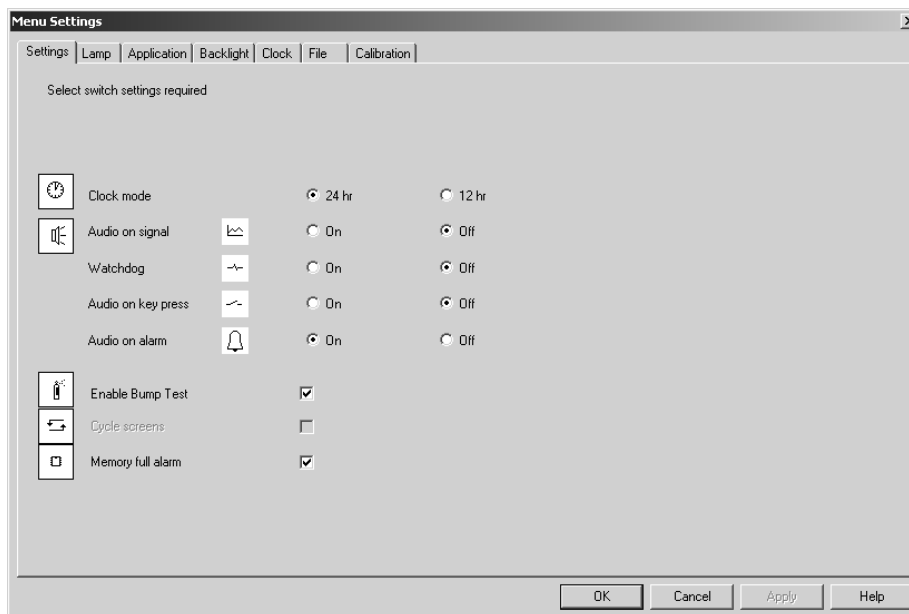 Menu Settings
Settings Lamp Application Backlight Clock File Calibration
Select switch settings required
Clock mode 24 hr 12 hr
Audio on signal On Off
Watchdog On Off
Audio on key press On Off
Audio on alarm On Off
Enable Bump Test
Cycle screens
Memory full alarm
OK Cancel Apply Help